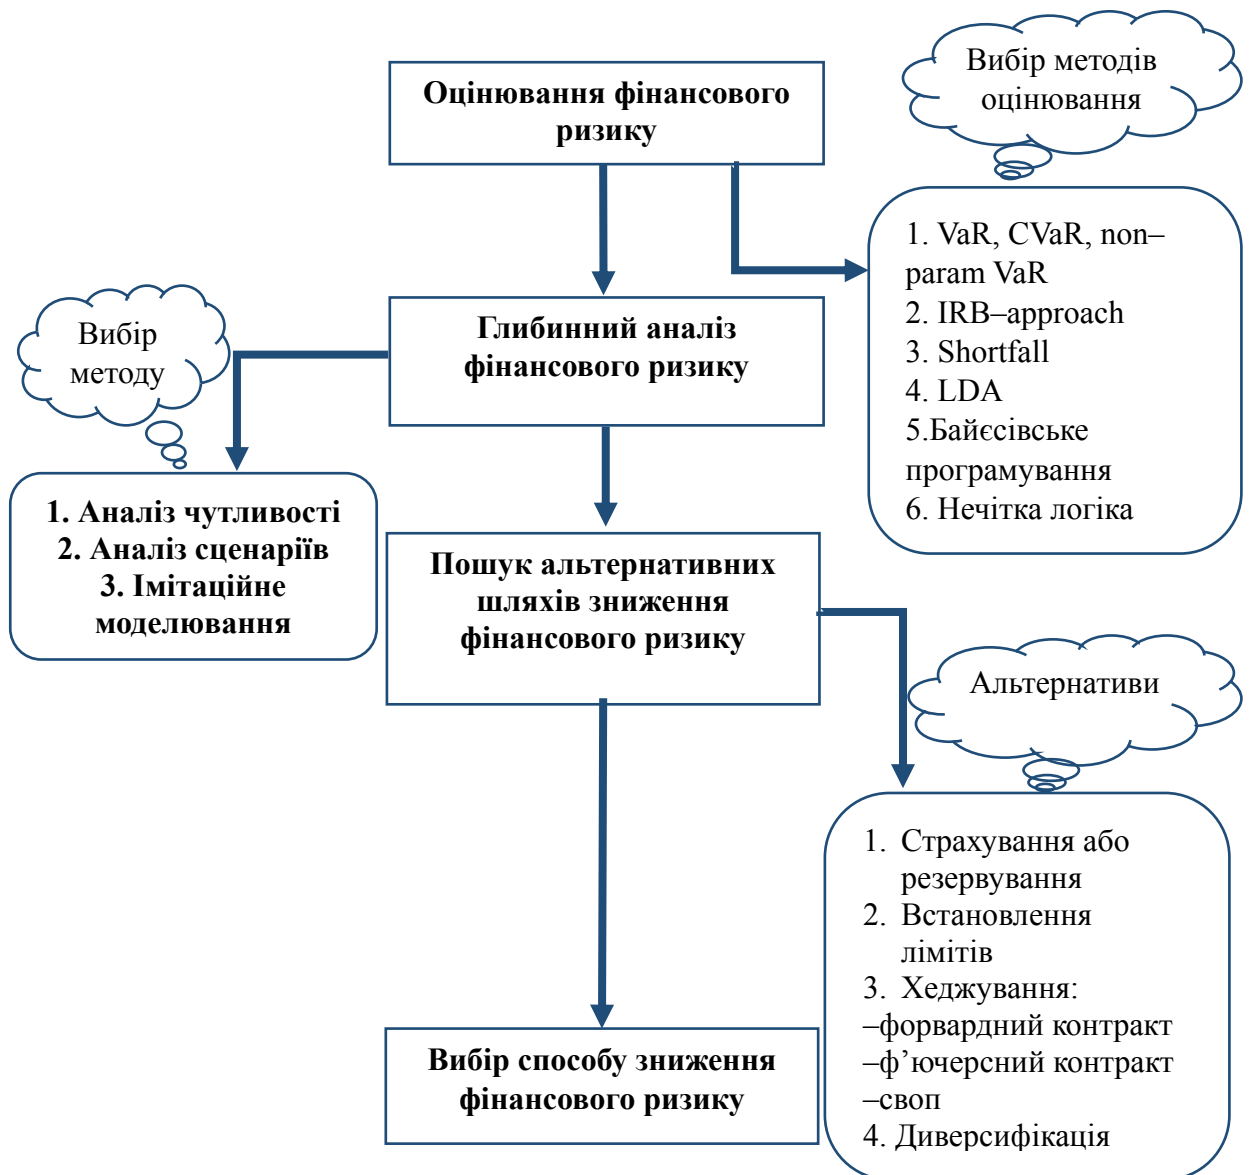 Оцінювання фінансового
ризику
Вибір методів
оцінювання
1. VaR, CVaR, non–
param VaR
2. IRB–approach
3. Shortfall
4. LDA
5.Байєсівське
програмування
6. Нечітка логіка
Глибинний аналіз
фінансового ризику
Вибір
методу
1. Аналіз чутливості
2. Аналіз сценаріїв
3. Імітаційне
моделювання
Пошук альтернативних
шляхів зниження
фінансового ризику
Альтернативи
1. Страхування або
резервування
2. Встановлення
лімітів
3. Хеджування:
–форвардний контракт
–ф’ючерсний контракт
–своп
4. Диверсифікація
Вибір способу зниження
фінансового ризику